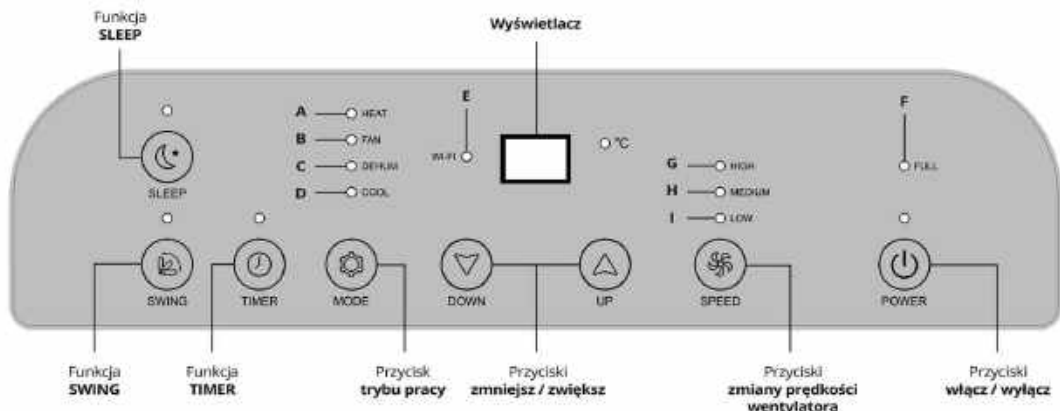 Funkcja
SLEEP
Wyświetlacz
A HEAT
B FAN
C DEHUM
D COOL
E
WI-FI
°C
F
FULL
G HIGH
H MEDIUM
I LOW
SLEEP
SWING
TIMER
MODE
DOWN
UP
SPEED
POWER
Funkcja
SWING
Funkcja
TIMER
Przycisk
trybu pracy
Przyciski
zmniejsz / zwiększ
Przyciski
zmiany prędkości
wentylatora
Przyciski
włącz / wyłącz